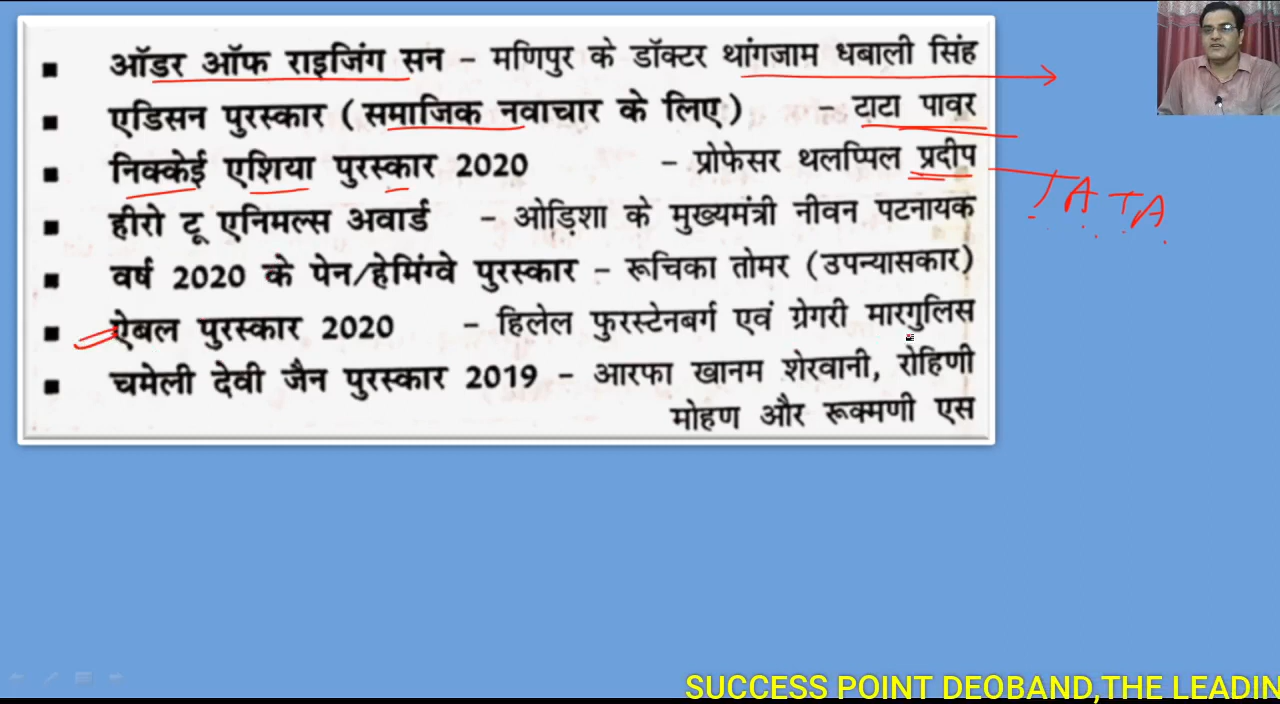 ▪ ऑडर ऑफ राइजिंग सन – मणिपुर के डॉक्टर थांगजाम धबाली सिंह
▪ एडिसन पुरस्कार ( समाजिक नवाचार के लिए ) – टाटा पावर
▪ निक्केई एशिया पुरस्कार 2020 – प्रोफेसर थलप्पिल प्रदीप
TATA
▪ हीरो टू एनिमल्स अवार्ड – ओड़िशा के मुख्यमंत्री नीवन पटनायक
▪ वर्ष 2020 के पेन/हेमिंग्वे पुरस्कार – रूचिका तोमर (उपन्यासकार)
▪ ऐबल पुरस्कार 2020 – हिलेल फुरस्टेनबर्ग एवं ग्रेगरी मारगुलिस
▪ चमेली देवी जैन पुरस्कार 2019 – आरफा खानम शेरवानी, रोहिणी
मोहण और रूक्मणी एस
SUCCESS POINT DEOBAND,THE LEADIN